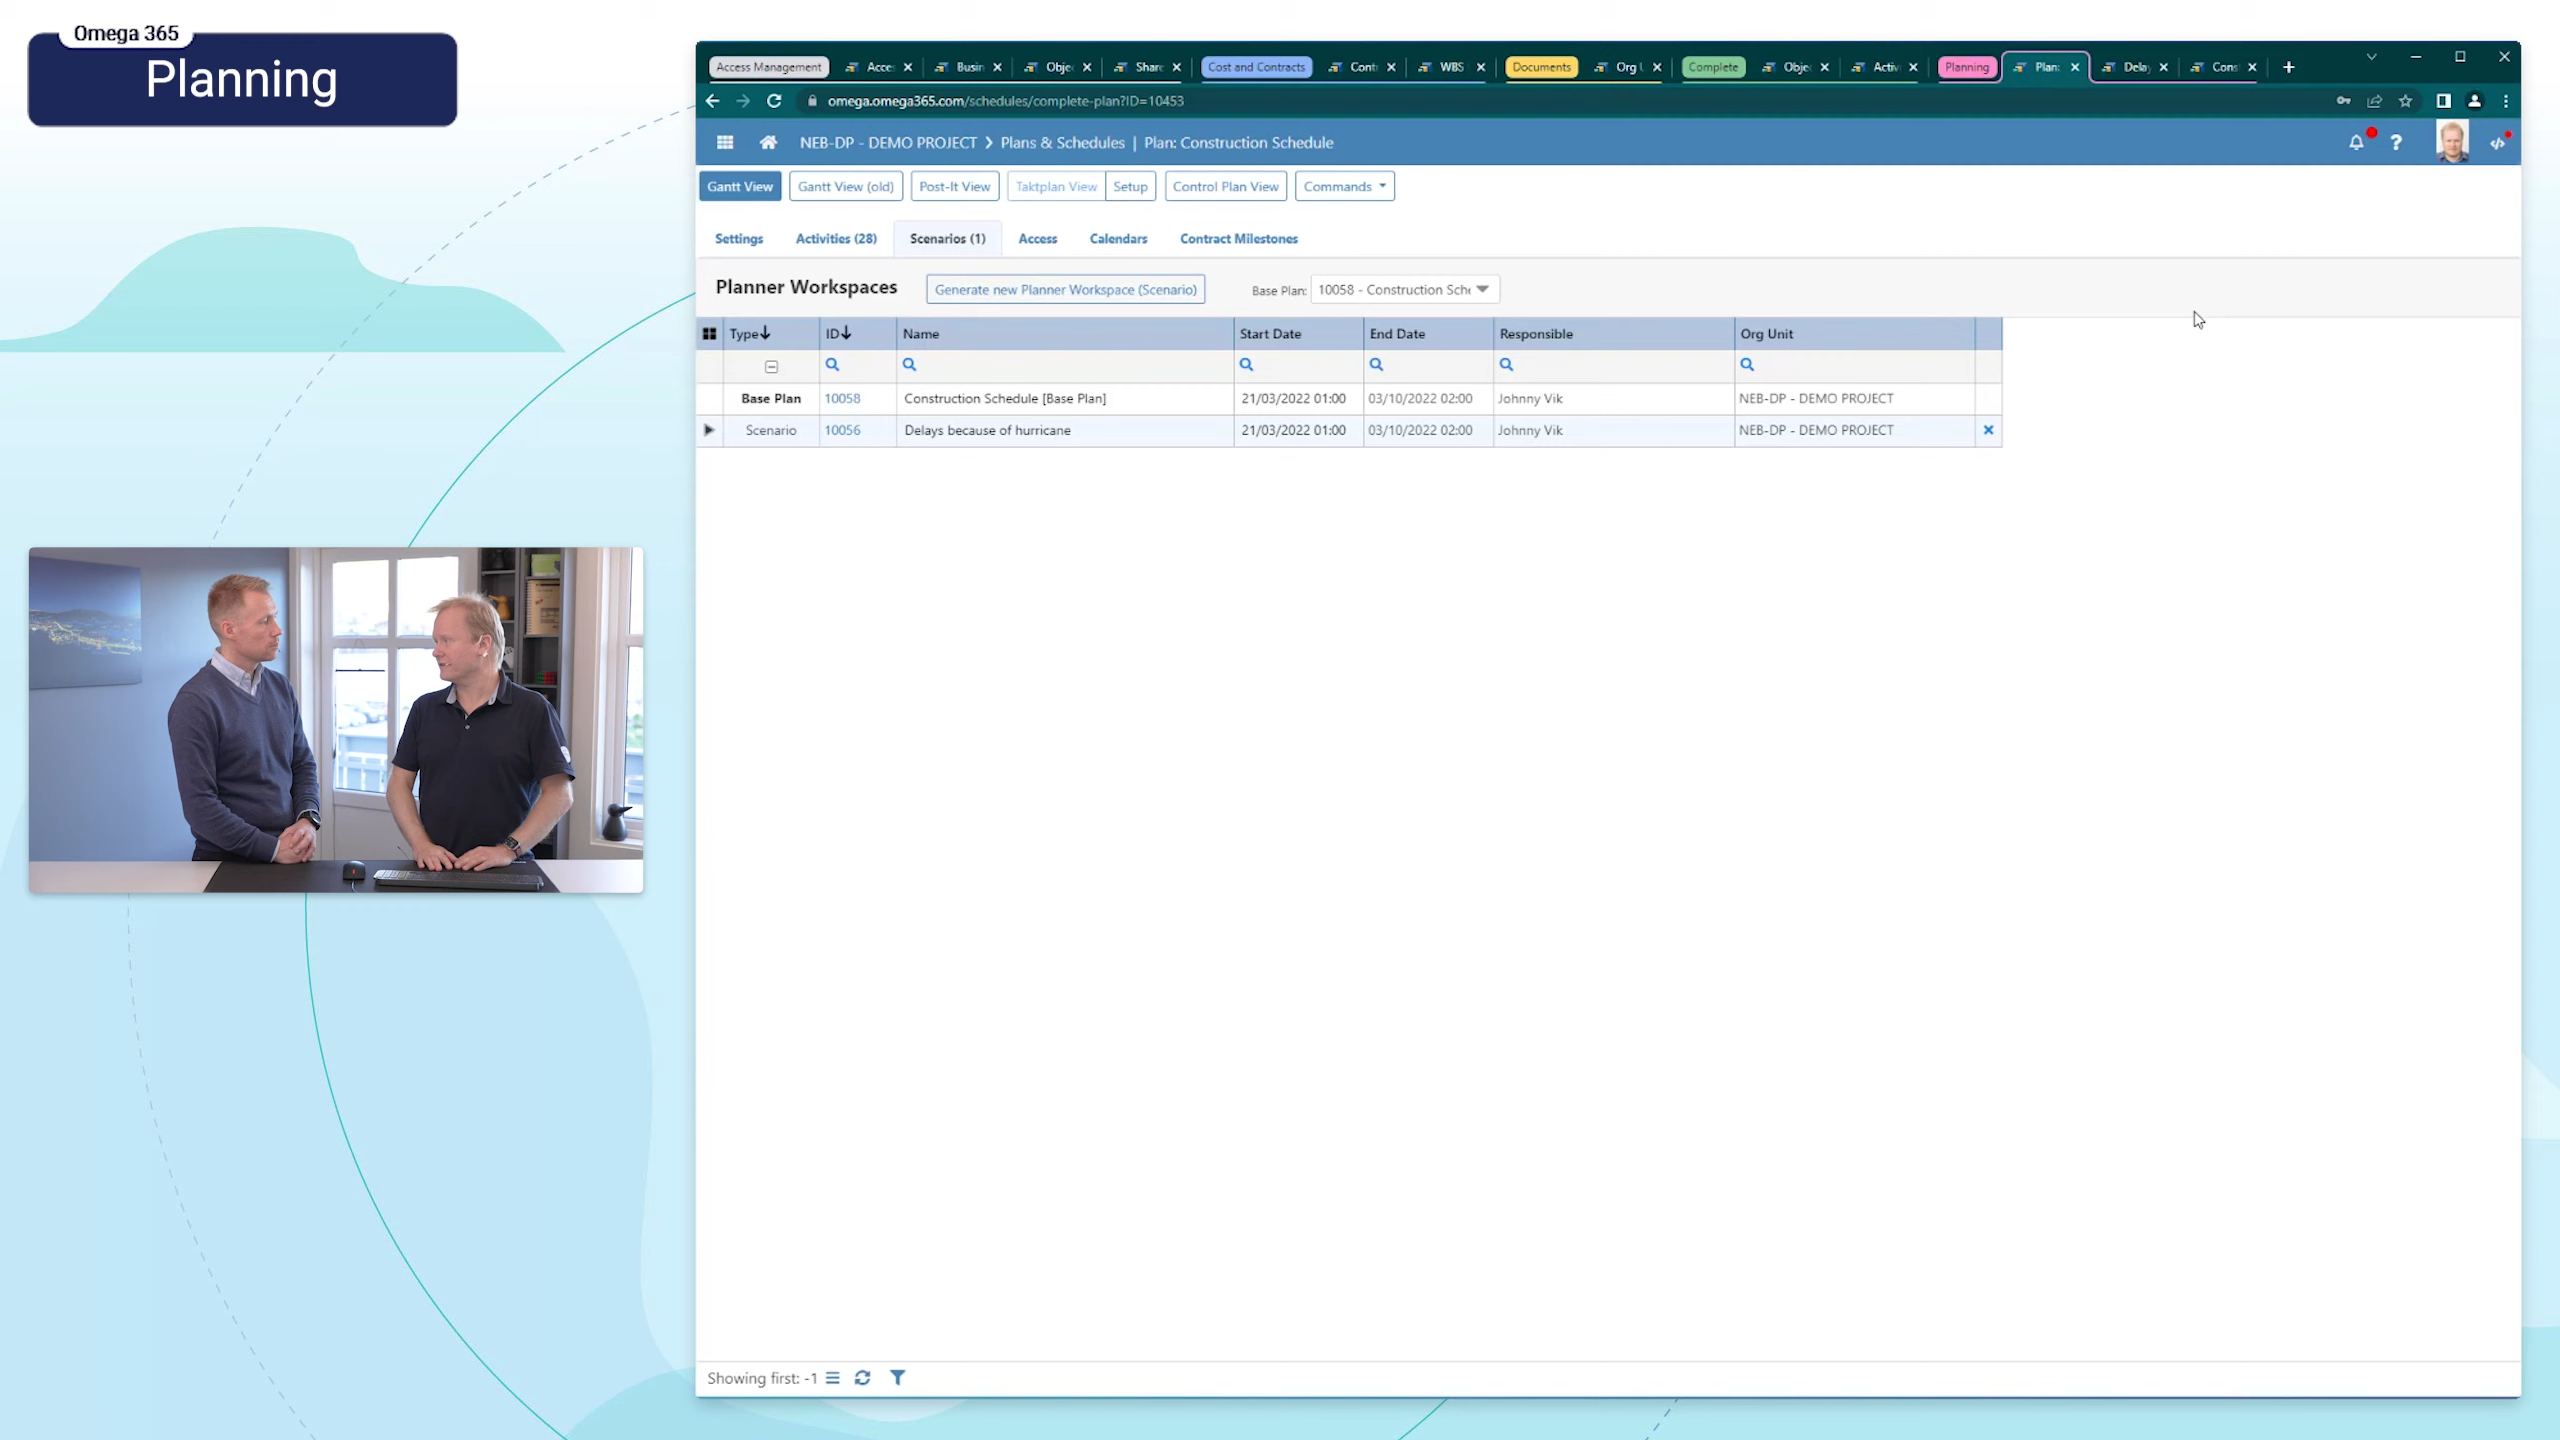 Omega 365
Planning
Access Management
Acce
Busin
Obje
Share
Cost and Contracts
Cont
WBS
Documents
Org U
Complete
Obje
Activ
Planning
Plan:
Delay
Cons
omega.omega365.com/schedules/complete-plan?ID=10453
NEB-DP - DEMO PROJECT > Plans & Schedules | Plan: Construction Schedule
Gantt View
Gantt View (old)
Post-It View
Taktplan View
Setup
Control Plan View
Commands
Settings
Activities (28)
Scenarios (1)
Access
Calendars
Contract Milestones
Planner Workspaces
Generate new Planner Workspace (Scenario)
Base Plan: 10058 - Construction Sche
Type ID Name Start Date End Date Responsible Org Unit
Base Plan 10058 Construction Schedule [Base Plan] 21/03/2022 01:00 03/10/2022 02:00 Johnny Vik NEB-DP - DEMO PROJECT
Scenario 10056 Delays because of hurricane 21/03/2022 01:00 03/10/2022 02:00 Johnny Vik NEB-DP - DEMO PROJECT
Showing first: -1